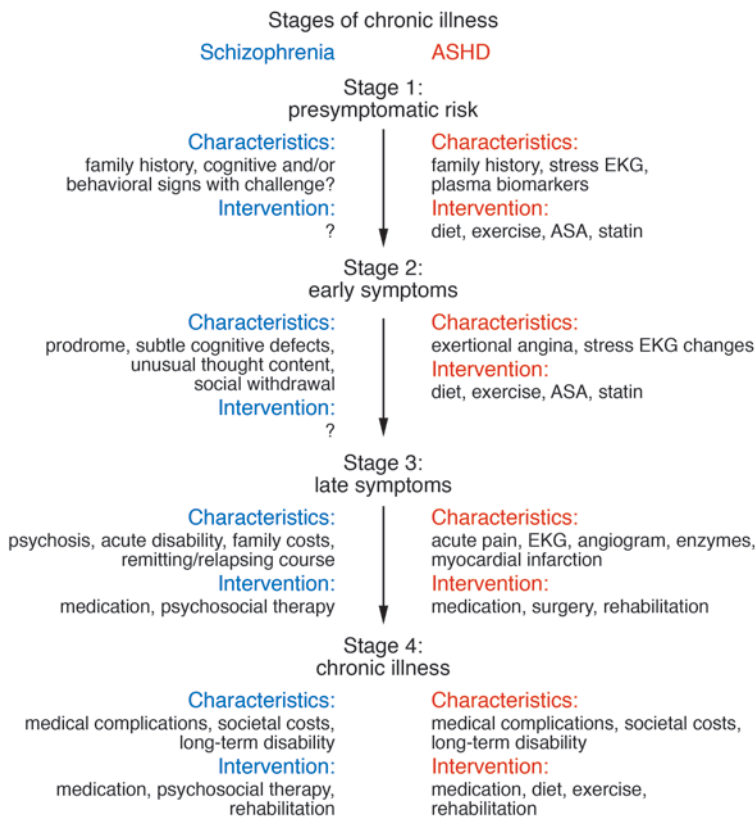 Stages of chronic illness
Schizophrenia
ASHD
Stage 1:
presymptomatic risk
Characteristics:
family history, cognitive and/or
behavioral signs with challenge?
Intervention:
?
Characteristics:
family history, stress EKG,
plasma biomarkers
Intervention:
diet, exercise, ASA, statin
Stage 2:
early symptoms
Characteristics:
prodrome, subtle cognitive defects,
unusual thought content,
social withdrawal
Intervention:
?
Characteristics:
exertional angina, stress EKG changes
Intervention:
diet, exercise, ASA, statin
Stage 3:
late symptoms
Characteristics:
psychosis, acute disability, family costs,
remitting/relapsing course
Intervention:
medication, psychosocial therapy
Characteristics:
acute pain, EKG, angiogram, enzymes,
myocardial infarction
Intervention:
medication, surgery, rehabilitation
Stage 4:
chronic illness
Characteristics:
medical complications, societal costs,
long-term disability
Intervention:
medication, psychosocial therapy,
rehabilitation
Characteristics:
medical complications, societal costs,
long-term disability
Intervention:
medication, diet, exercise,
rehabilitation